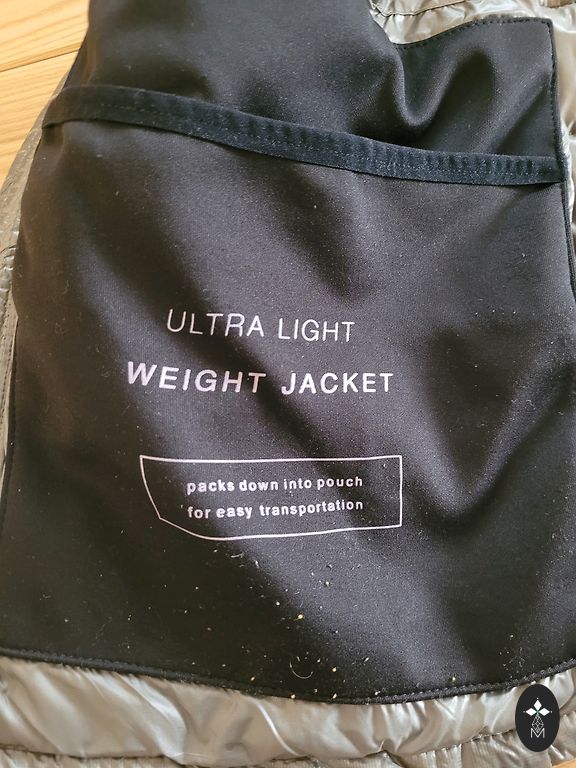 ULTRA LIGHT
WEIGHT JACKET
packs down into pouch
for easy transportation
M